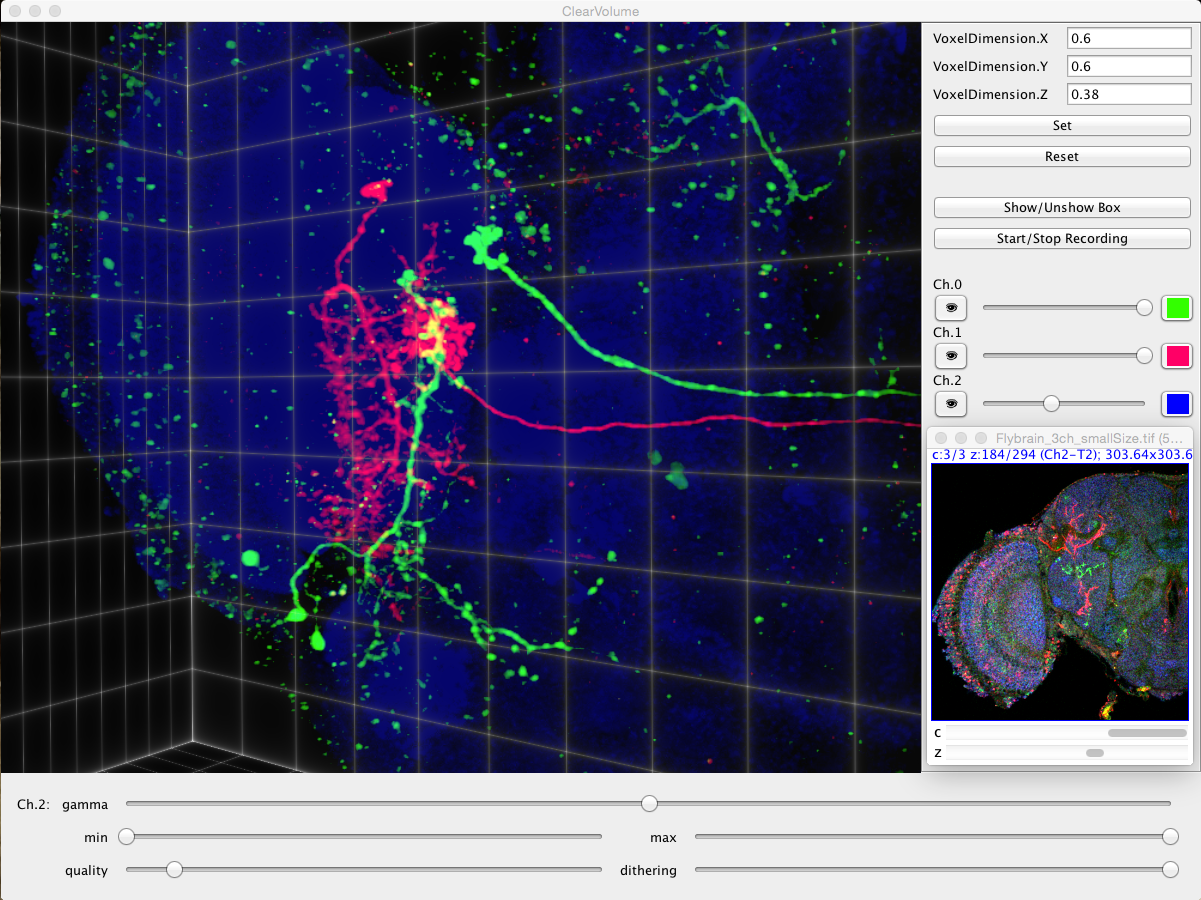 ClearVolume
VoxelDimension.X 0.6
VoxelDimension.Y 0.6
VoxelDimension.Z 0.38
Set
Reset
Show/Unshow Box
Start/Stop Recording
Ch.0
Ch.1
Ch.2
Flybrain_3ch_smallSize.tif (5...
c:3/3 z:184/294 (Ch2-T2); 303.64x303.6
c
z
Ch.2: gamma
min max
quality dithering